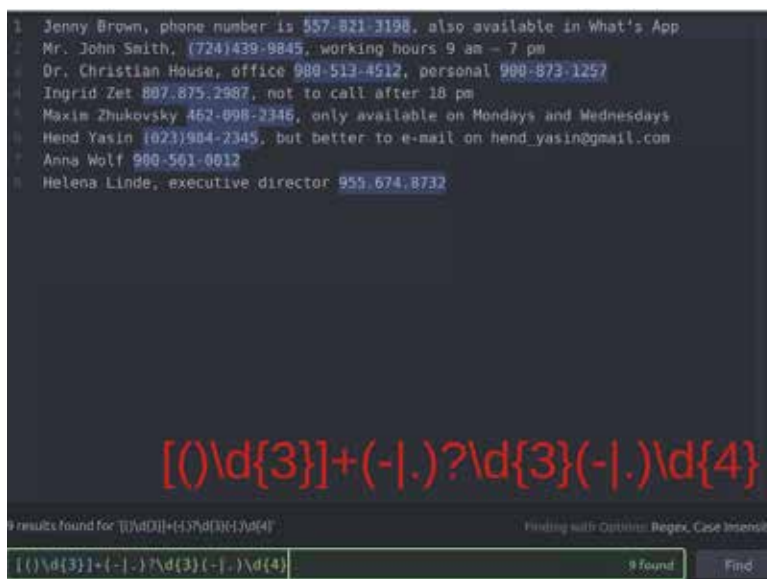 1 Jenny Brown, phone number is 557-821-3198, also available in What's App
2 Mr. John Smith, (724)439-9845, working hours 9 am – 7 pm
3 Dr. Christian House, office 900-513-4512, personal 900-873-1257
4 Ingrid Zet 807.875.2987, not to call after 18 pm
5 Maxim Zhukovsky 462-098-2346, only available on Mondays and Wednesdays
6 Hend Yasin (023)984-2345, but better to e-mail on hend_yasin@gmail.com
7 Anna Wolf 900-561-0012
8 Helena Linde, executive director 955.674.8732
[()\d{3}]+(-|.)?\d{3}(-|.)\d{4}
9 results found for '[()\d{3}]+(-|.)?\d{3}(-|.)\d{4}' Finding with Options: Regex, Case Insensi
[()\d{3}]+(-|.)?\d{3}(-|.)\d{4} 9 found Find